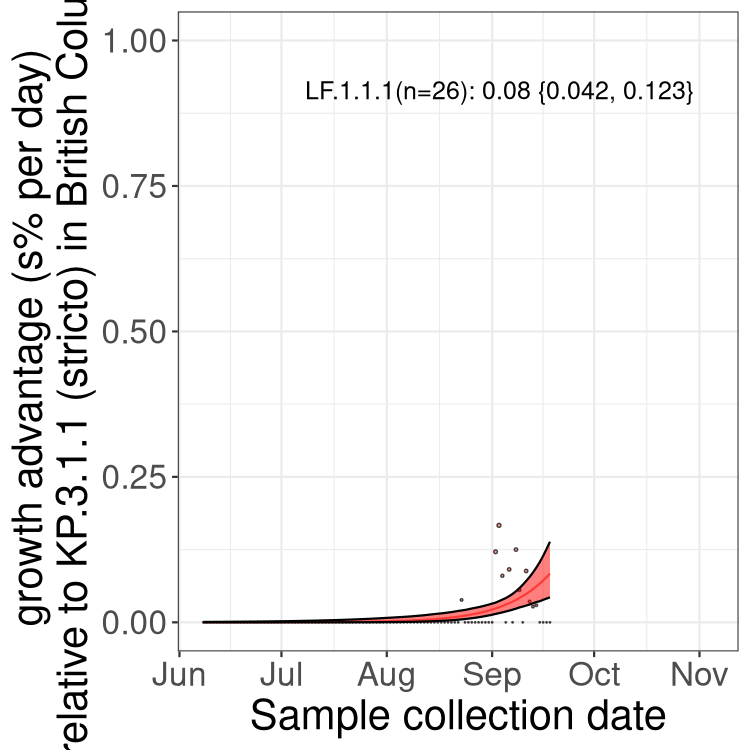 growth advantage (s% per day)
relative to KP.3.1.1 (stricto) in British Colu
1.00
0.75
0.50
0.25
0.00
LF.1.1.1(n=26): 0.08 {0.042, 0.123}
Jun Jul Aug Sep Oct Nov
Sample collection date